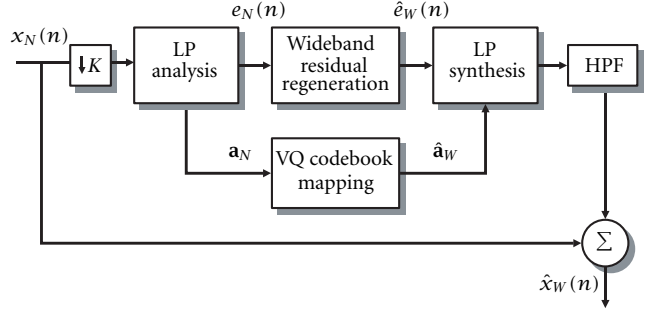 x_N(n)
↓K
LP
analysis
e_N(n)
Wideband
residual
regeneration
ê_W(n)
LP
synthesis
HPF
a_N
VQ codebook
mapping
â_W
Σ
x̂_W(n)